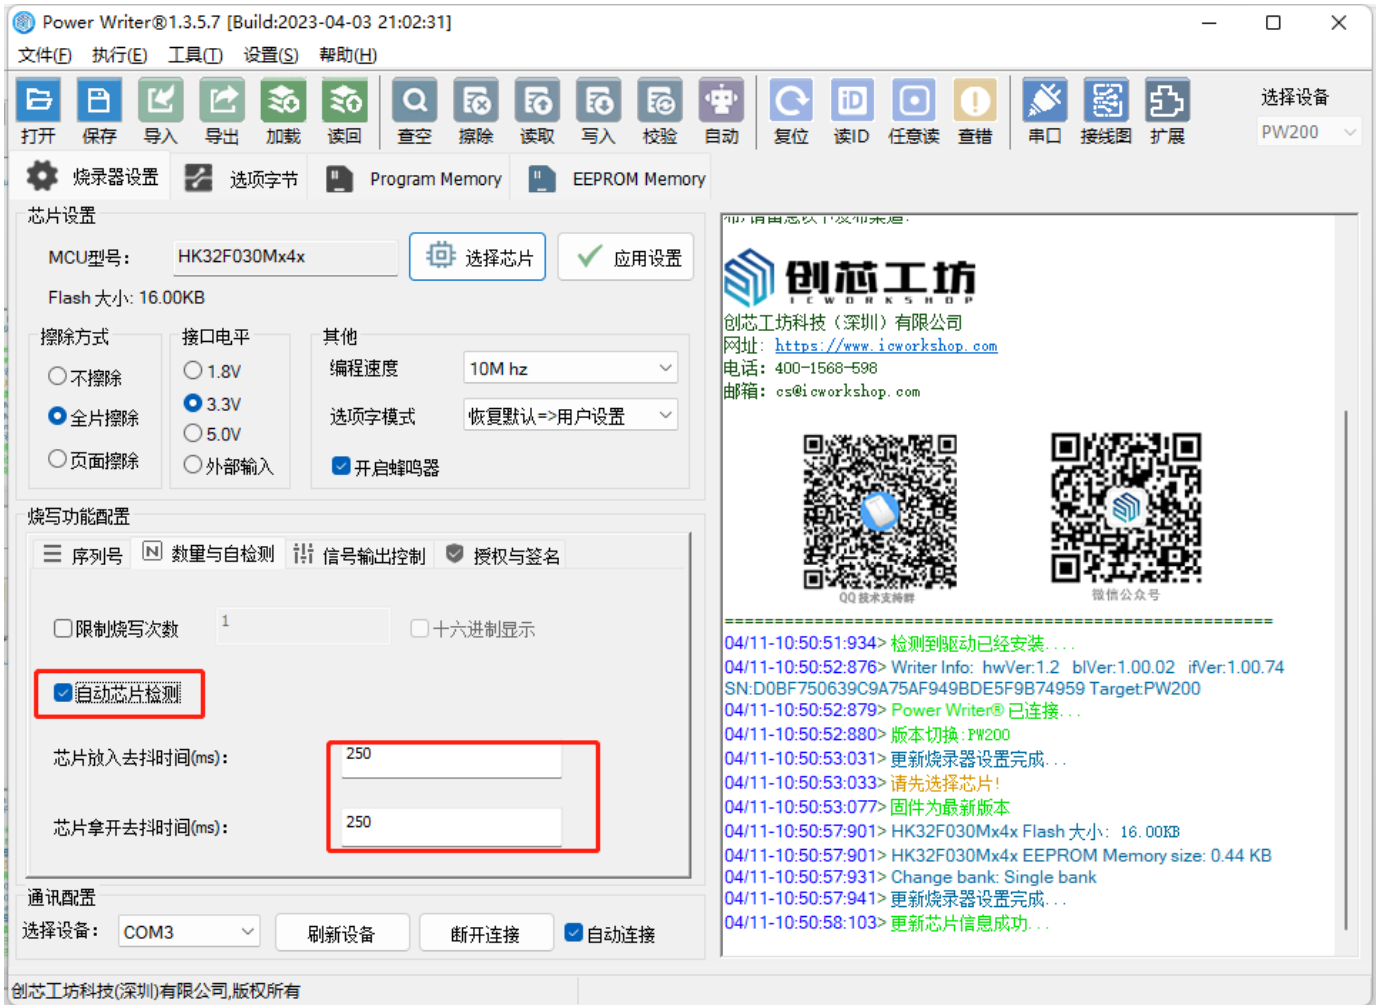 Power Writer®1.3.5.7 [Build:2023-04-03 21:02:31]
文件(F) 执行(E) 工具(T) 设置(S) 帮助(H)
打开 保存 导入 导出 加载 读回 查空 擦除 读取 写入 校验 自动 复位 读ID 任意读 查错 串口 接线图 扩展
选择设备
PW200
烧录器设置 选项字节 Program Memory EEPROM Memory
芯片设置
MCU型号: HK32F030Mx4x 选择芯片 应用设置
Flash 大小: 16.00KB
擦除方式
不擦除
全片擦除
页面擦除
接口电平
1.8V
3.3V
5.0V
外部输入
其他
编程速度 10M hz
选项字模式 恢复默认=>用户设置
开启蜂鸣器
烧写功能配置
序列号 数量与自检测 信号输出控制 授权与签名
限制烧写次数 1 十六进制显示
自动芯片检测
芯片放入去抖时间(ms): 250
芯片拿开去抖时间(ms): 250
通讯配置
选择设备: COM3 刷新设备 断开连接 自动连接
创芯工坊科技(深圳)有限公司,版权所有
创芯工坊
ICWORKSHOP
创芯工坊科技（深圳）有限公司
网址: https://www.icworkshop.com
电话: 400-1568-598
邮箱: cs@icworkshop.com
QQ技术支持群 微信公众号
==========================================================
04/11-10:50:51:934> 检测到驱动已经安装....
04/11-10:50:52:876> Writer Info: hwVer:1.2 blVer:1.00.02 ifVer:1.00.74
SN:D0BF750639C9A75AF949BDE5F9B74959 Target:PW200
04/11-10:50:52:879> Power Writer® 已连接...
04/11-10:50:52:880> 版本切换:PW200
04/11-10:50:53:031> 更新烧录器设置完成...
04/11-10:50:53:033> 请先选择芯片!
04/11-10:50:53:077> 固件为最新版本
04/11-10:50:57:901> HK32F030Mx4x Flash 大小: 16.00KB
04/11-10:50:57:901> HK32F030Mx4x EEPROM Memory size: 0.44 KB
04/11-10:50:57:931> Change bank: Single bank
04/11-10:50:57:941> 更新烧录器设置完成...
04/11-10:50:58:103> 更新芯片信息成功...